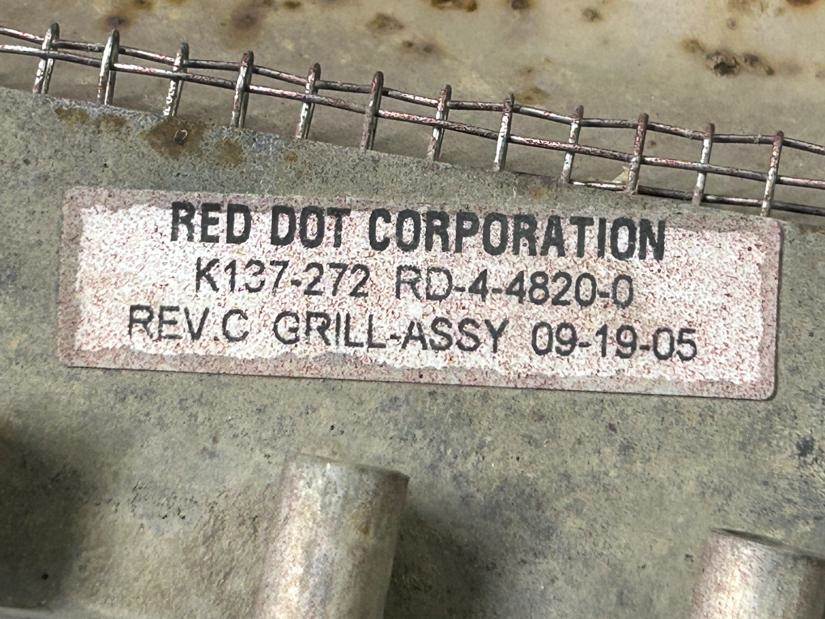 RED DOT CORPORATION
K137-272 RD-4-4820-0
REV.C GRILL-ASSY 09-19-05